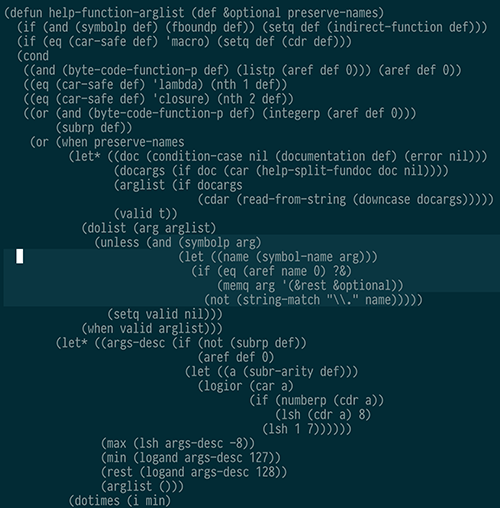 (defun help-function-arglist (def &optional preserve-names)
(if (and (symbolp def) (fboundp def)) (setq def (indirect-function def)))
(if (eq (car-safe def) 'macro) (setq def (cdr def)))
(cond
((and (byte-code-function-p def) (listp (aref def 0))) (aref def 0))
((eq (car-safe def) 'lambda) (nth 1 def))
((eq (car-safe def) 'closure) (nth 2 def))
((or (and (byte-code-function-p def) (integerp (aref def 0)))
(subrp def))
(or (when preserve-names
(let* ((doc (condition-case nil (documentation def) (error nil)))
(docargs (if doc (car (help-split-fundoc doc nil))))
(arglist (if docargs
(cdar (read-from-string (downcase docargs)))))
(valid t))
(dolist (arg arglist)
(unless (and (symbolp arg)
(let ((name (symbol-name arg)))
(if (eq (aref name 0) ?&)
(memq arg '(&rest &optional))
(not (string-match "\\." name)))))
(setq valid nil)))
(when valid arglist)))
(let* ((args-desc (if (not (subrp def))
(aref def 0)
(let ((a (subr-arity def)))
(logior (car a)
(if (numberp (cdr a))
(lsh (cdr a) 8)
(lsh 1 7))))))
(max (lsh args-desc -8))
(min (logand args-desc 127))
(rest (logand args-desc 128))
(arglist ()))
(dotimes (i min)